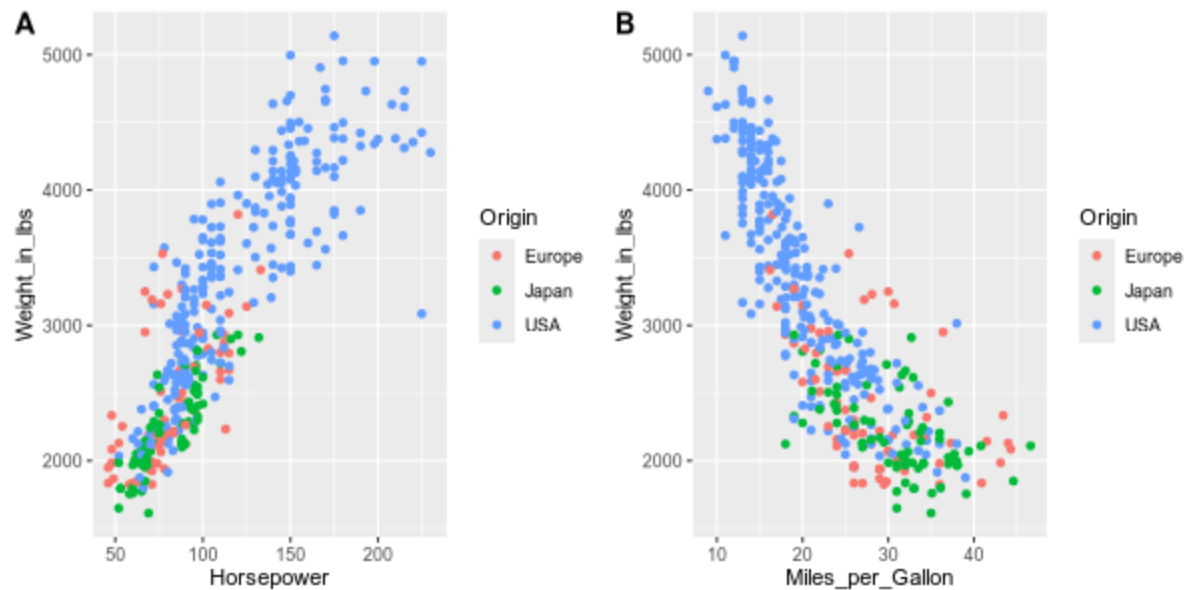 A
5000
4000
3000
2000
Weight_in_lbs
50 100 150 200
Horsepower
Origin
Europe
Japan
USA
B
5000
4000
3000
2000
Weight_in_lbs
10 20 30 40
Miles_per_Gallon
Origin
Europe
Japan
USA